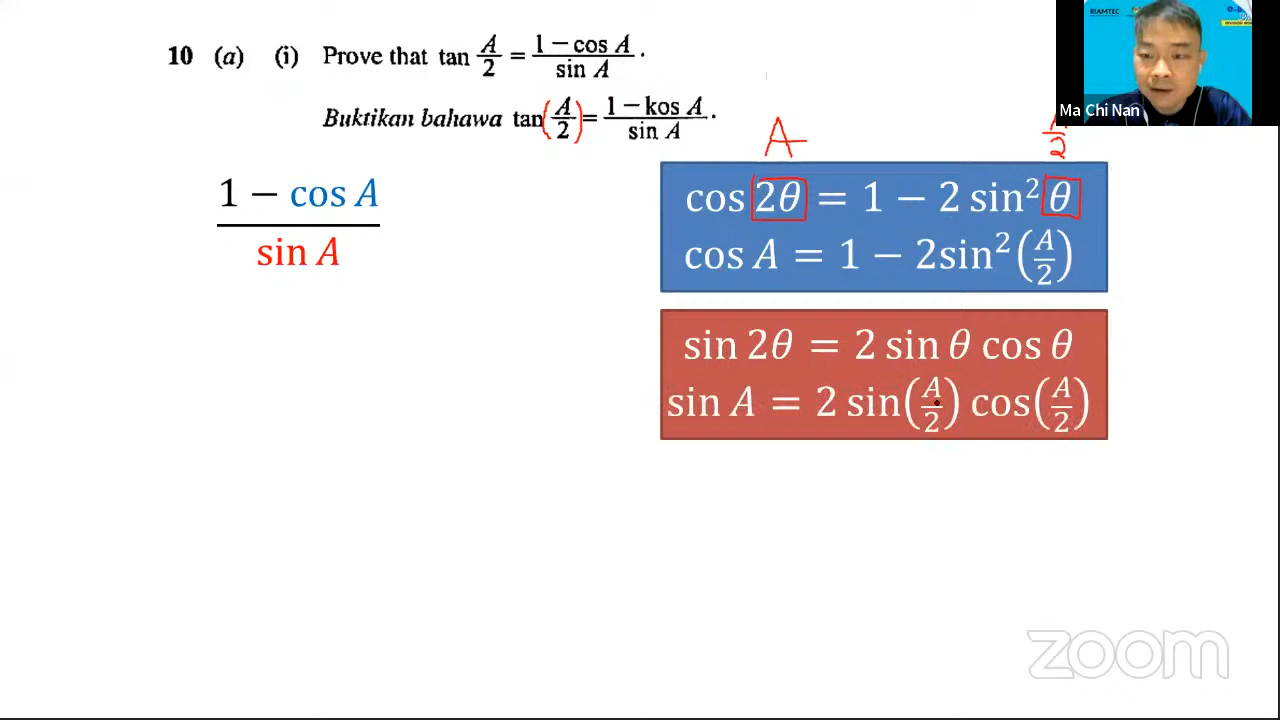 10 (a) (i) Prove that tan A/2 = (1 − cos A)/(sin A).
Buktikan bahawa tan(A/2) = (1 − kos A)/(sin A).
(1 − cos A)/(sin A)
A
2
cos 2θ = 1 − 2 sin² θ
cos A = 1 − 2sin² (A/2)
sin 2θ = 2 sin θ cos θ
sin A = 2 sin(A/2) cos(A/2)
RIAMTEC
Ma Chi Nan
zoom